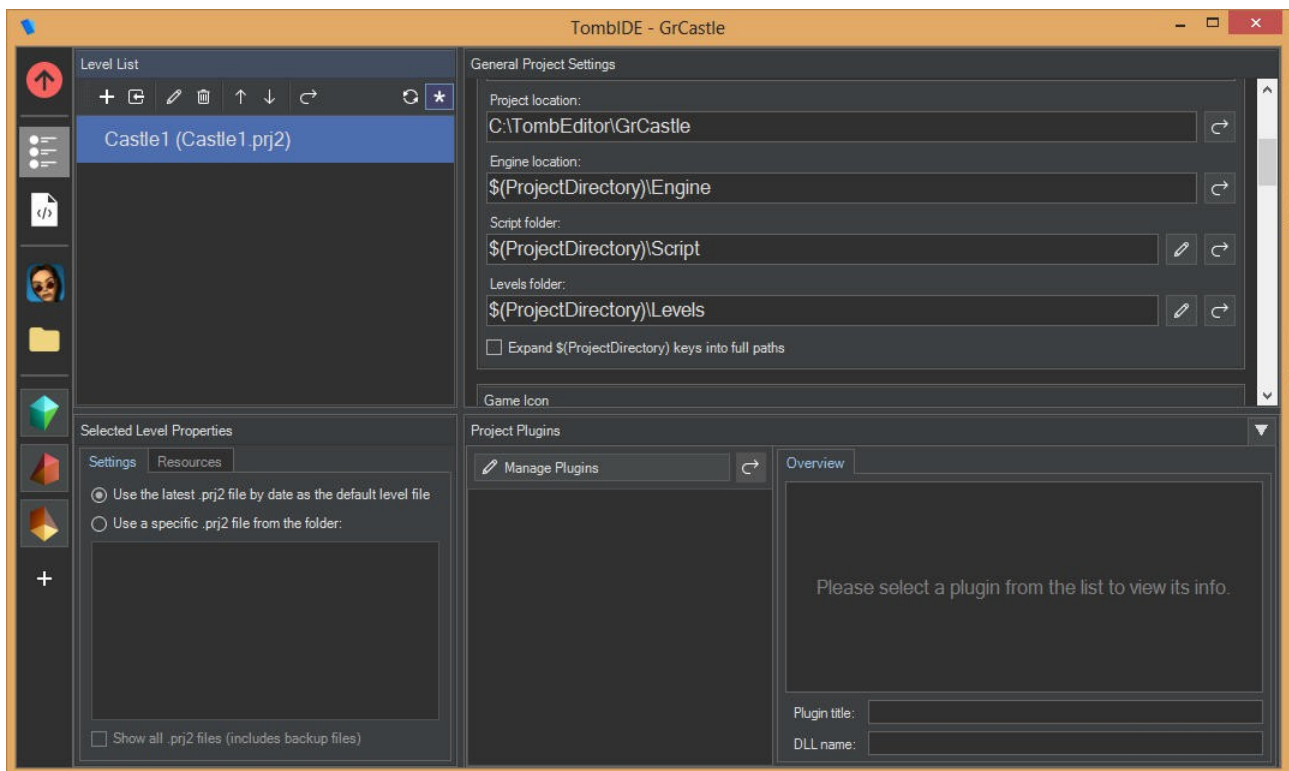 TombIDE - GrCastle
Level List
Castle1 (Castle1.prj2)
General Project Settings
Project location:
C:\TombEditor\GrCastle
Engine location:
$(ProjectDirectory)\Engine
Script folder:
$(ProjectDirectory)\Script
Levels folder:
$(ProjectDirectory)\Levels
Expand $(ProjectDirectory) keys into full paths
Game Icon
Selected Level Properties
Settings Resources
Use the latest .prj2 file by date as the default level file
Use a specific .prj2 file from the folder:
Show all .prj2 files (includes backup files)
Project Plugins
Manage Plugins
Overview
Please select a plugin from the list to view its info.
Plugin title:
DLL name: